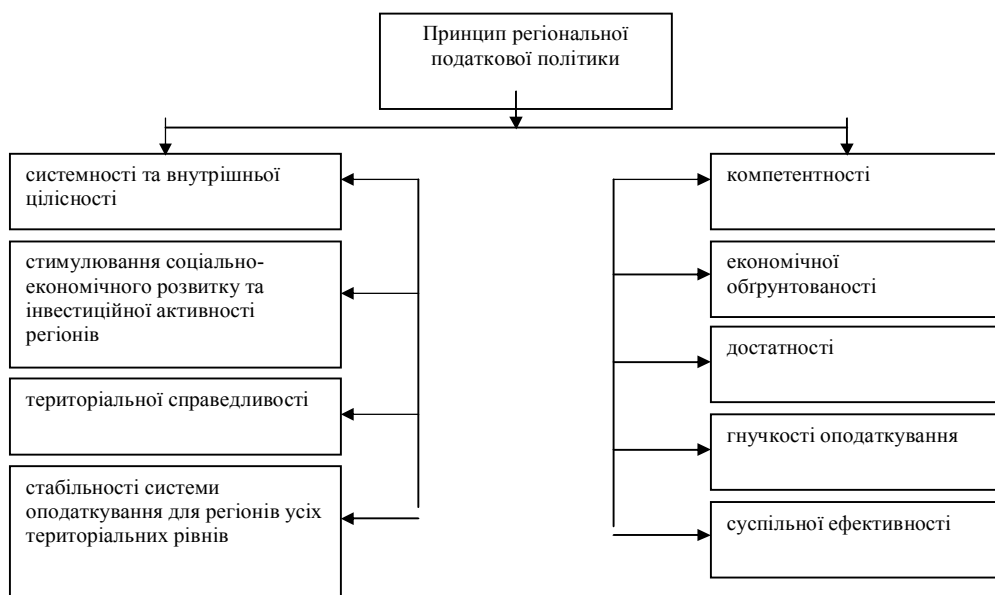 Принцип регіональної
податкової політики
системності та внутрішньої
цілісності
стимулювання соціально-
економічного розвитку та
інвестиційної активності
регіонів
територіальної справедливості
стабільності системи
оподаткування для регіонів усіх
територіальних рівнів
компетентності
економічної
обґрунтованості
достатності
гнучкості оподаткування
суспільної ефективності